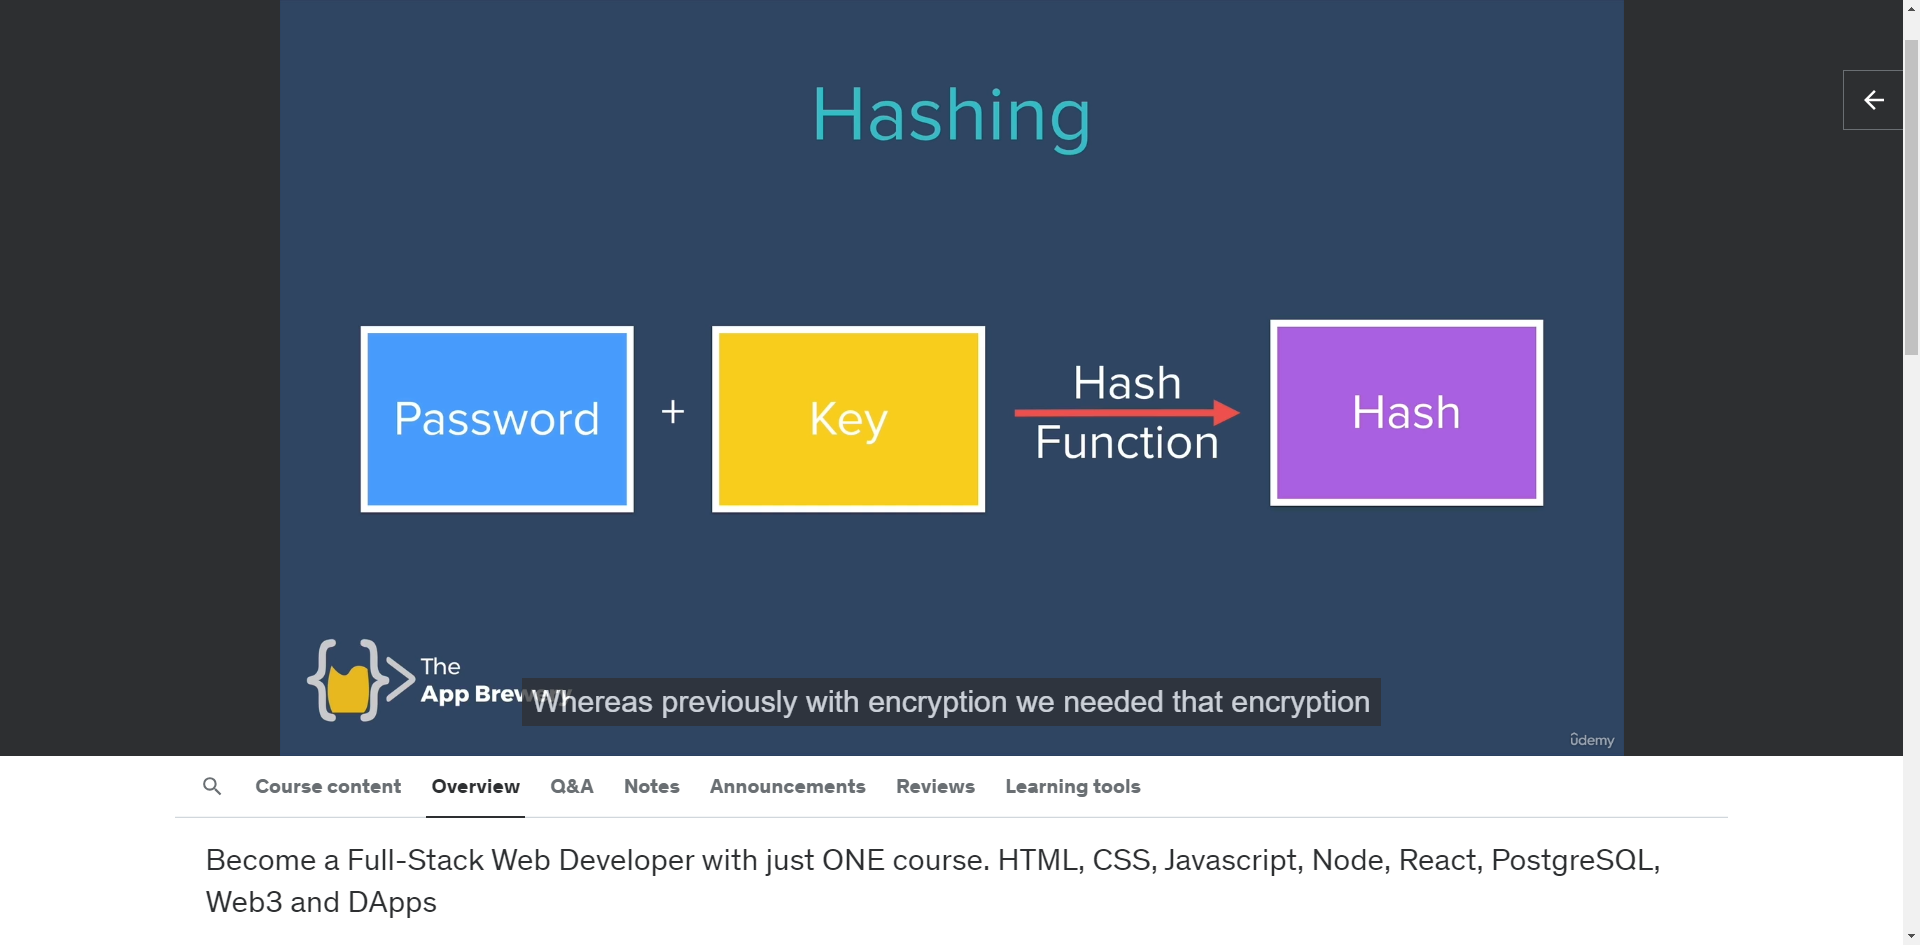 Hashing
Password + Key Hash Function Hash
The
App Brewery
Whereas previously with encryption we needed that encryption
ûdemy
Course content Overview Q&A Notes Announcements Reviews Learning tools
Become a Full-Stack Web Developer with just ONE course. HTML, CSS, Javascript, Node, React, PostgreSQL,
Web3 and DApps